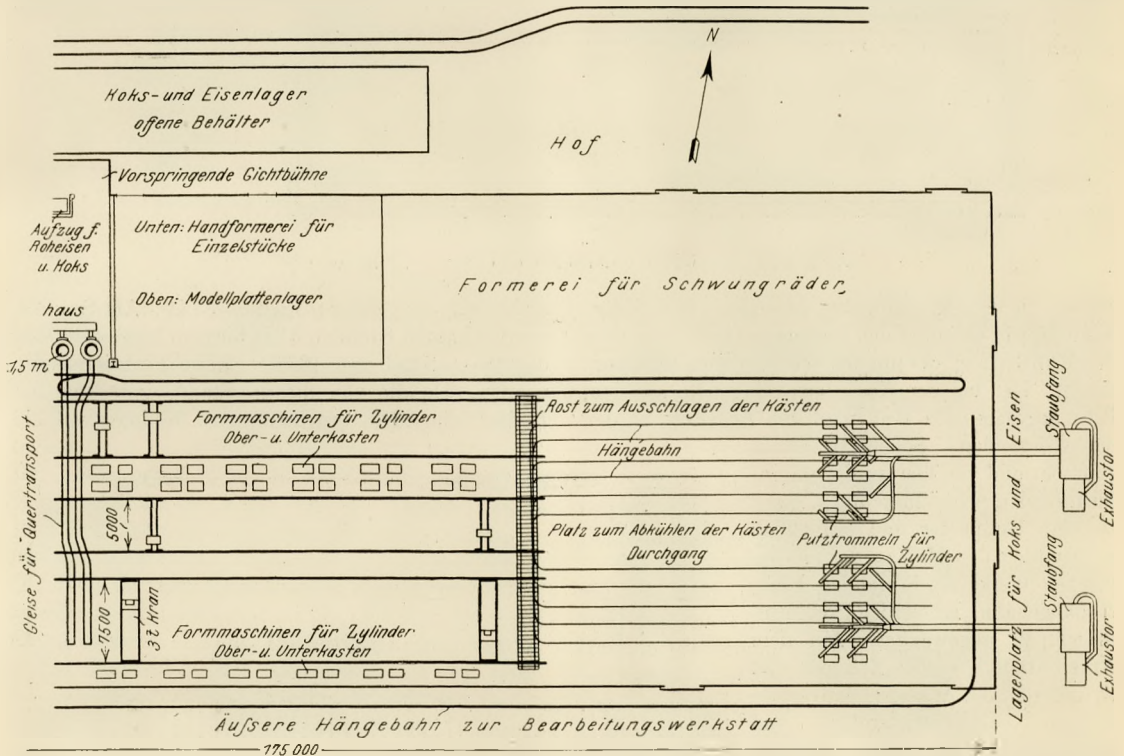 N
Koks- und Eisenlager
offene Behälter
Hof
Vorspringende Gichtbühne
Aufzug f.
Roheisen
u. Koks
Unten: Handformerei für
Einzelstücke
Oben: Modellplattenlager
Formerei für Schwungräder
haus
1,5 m
Gleise für Quertransport
Formmaschinen für Zylinder
Ober- u. Unterkasten
Rost zum Ausschlagen der Kästen
Hängebahn
5000
Platz zum Abkühlen der Kästen
Durchgang
Putztrommeln für
Zylinder
Lagerplatz für Koks und Eisen
Staubfang
Exhaustor
Staubfang
Exhaustor
7500
3 t Kran
Formmaschinen für Zylinder
Ober- u. Unterkasten
Äußere Hängebahn zur Bearbeitungswerkstatt
175 000